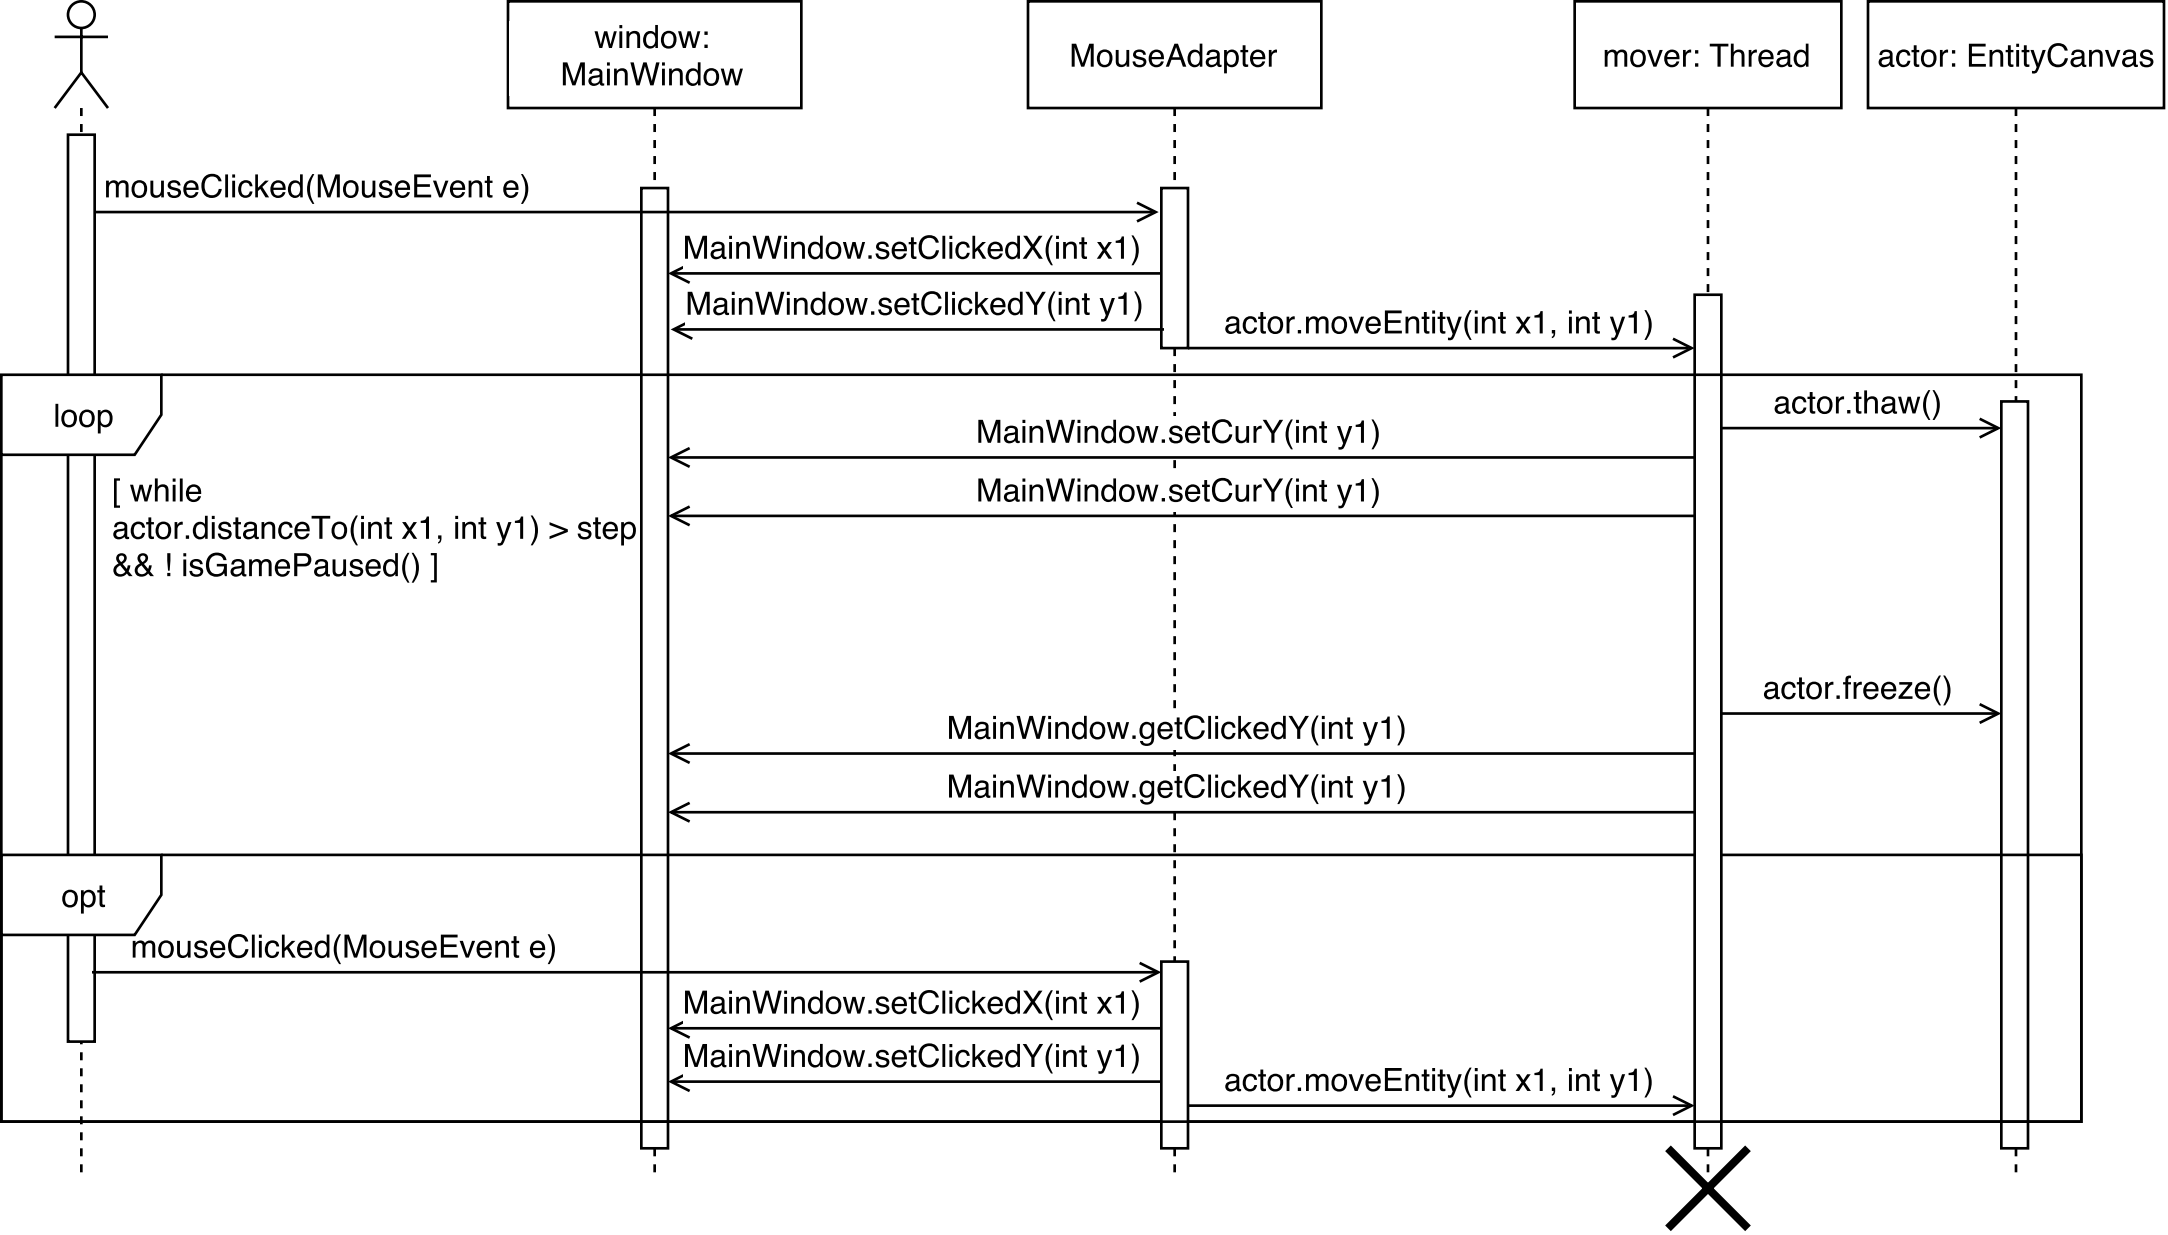 window:
MainWindow
MouseAdapter
mover: Thread
actor: EntityCanvas
mouseClicked(MouseEvent e)
MainWindow.setClickedX(int x1)
MainWindow.setClickedY(int y1)
actor.moveEntity(int x1, int y1)
loop
actor.thaw()
MainWindow.setCurY(int y1)
[ while
actor.distanceTo(int x1, int y1) > step
&& ! isGamePaused() ]
MainWindow.setCurY(int y1)
actor.freeze()
MainWindow.getClickedY(int y1)
MainWindow.getClickedY(int y1)
opt
mouseClicked(MouseEvent e)
MainWindow.setClickedX(int x1)
MainWindow.setClickedY(int y1)
actor.moveEntity(int x1, int y1)